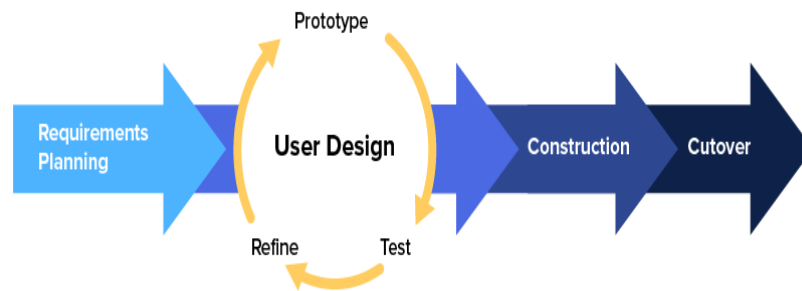 Prototype
Requirements
Planning
User Design
Construction
Cutover
Refine
Test